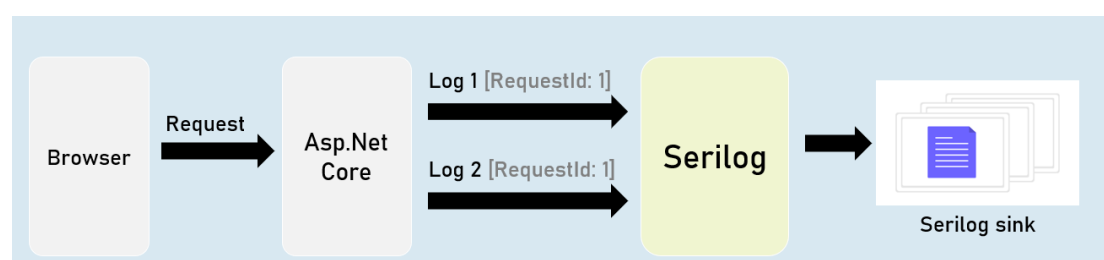 Browser
Request
Asp.Net
Core
Log 1 [RequestId: 1]
Log 2 [RequestId: 1]
Serilog
Serilog sink